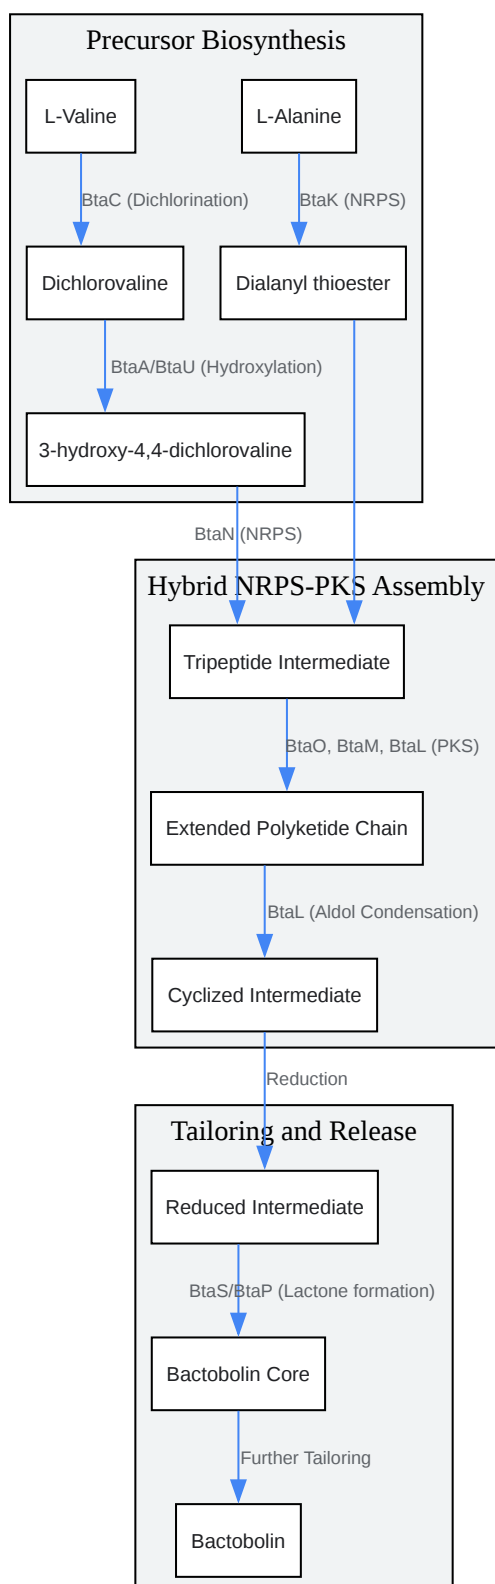 Precursor Biosynthesis
L-Valine
L-Alanine
BtaC (Dichlorination)
BtaK (NRPS)
Dichlorovaline
Dialanyl thioester
BtaA/BtaU (Hydroxylation)
3-hydroxy-4,4-dichlorovaline
BtaN (NRPS)
Hybrid NRPS-PKS Assembly
Tripeptide Intermediate
BtaO, BtaM, BtaL (PKS)
Extended Polyketide Chain
BtaL (Aldol Condensation)
Cyclized Intermediate
Reduction
Tailoring and Release
Reduced Intermediate
BtaS/BtaP (Lactone formation)
Bactobolin Core
Further Tailoring
Bactobolin